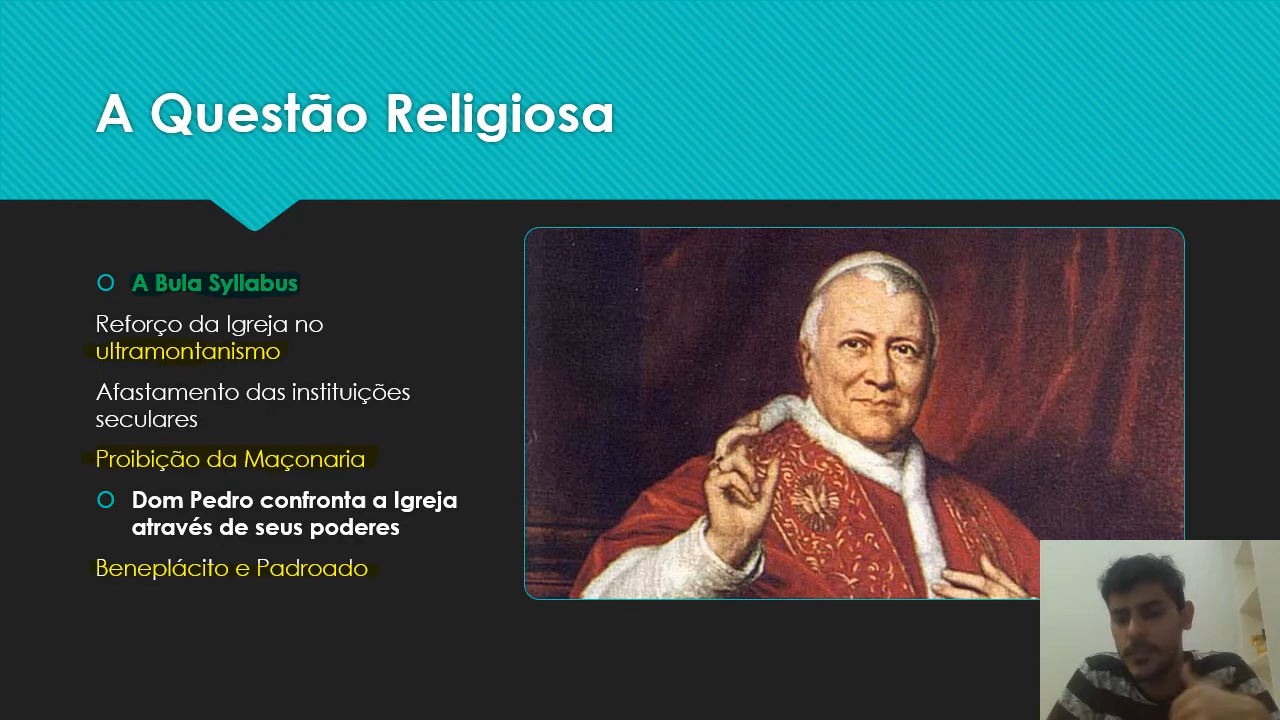 A Questão Religiosa
A Bula Syllabus
Reforço da Igreja no
ultramontanismo
Afastamento das instituições
seculares
Proibição da Maçonaria
Dom Pedro confronta a Igreja
através de seus poderes
Beneplácito e Padroado